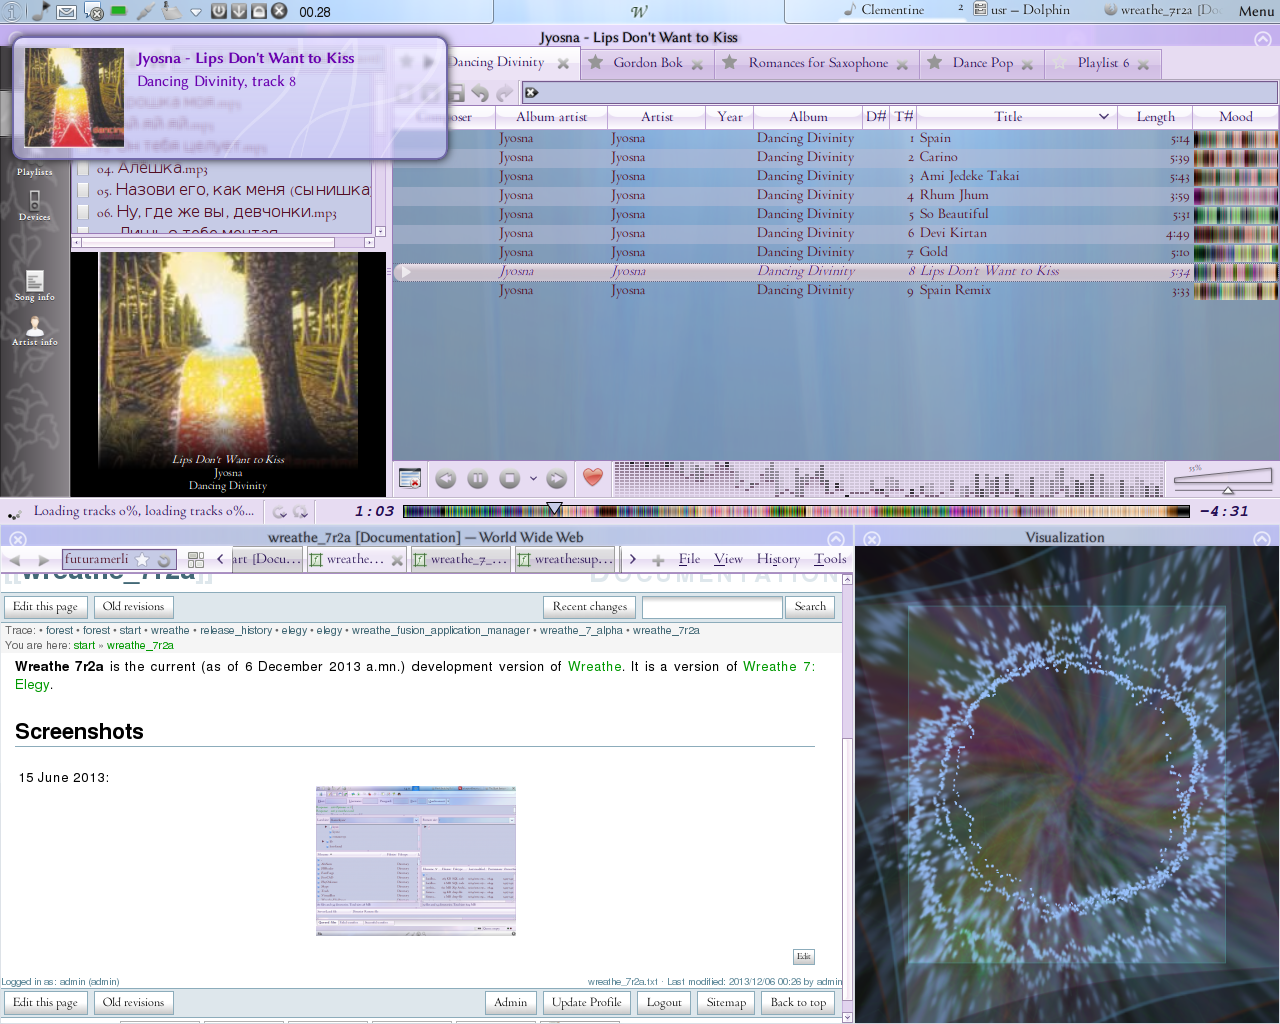 00.28
W
Clementine
2 usr – Dolphin
wreathe_7r2a [Do
Menu
Jyosna - Lips Don't Want to Kiss
Jyosna - Lips Don't Want to Kiss
Dancing Divinity, track 8
Dancing Divinity
Gordon Bok
Romances for Saxophone
Dance Pop
Playlist 6
Composer Album artist Artist Year Album D# T# Title Length Mood
Jyosna Jyosna Dancing Divinity 1 Spain 5:14
Jyosna Jyosna Dancing Divinity 2 Carino 5:39
Jyosna Jyosna Dancing Divinity 3 Ami Jedeke Takai 5:43
Jyosna Jyosna Dancing Divinity 4 Rhum Jhum 3:59
Jyosna Jyosna Dancing Divinity 5 So Beautiful 5:31
Jyosna Jyosna Dancing Divinity 6 Devi Kirtan 4:49
Jyosna Jyosna Dancing Divinity 7 Gold 5:10
Jyosna Jyosna Dancing Divinity 8 Lips Don't Want to Kiss 5:34
Jyosna Jyosna Dancing Divinity 9 Spain Remix 3:33
Playlists
Devices
Song info
Artist info
04. Алёшка.mp3
05. Назови его, как меня (сынишка
06. Ну, где же вы, девчонки.mp3
Lips Don't Want to Kiss
Jyosna
Dancing Divinity
55%
Loading tracks 0%, loading tracks 0%...
1:03
-4:31
wreathe_7r2a [Documentation] — World Wide Web
Visualization
futuramerli
art [Docu...
wreathe...
wreathe_7_...
wreathe:sup...
File View History Tools
[[wreathe_7r2a]]
DOCUMENTATION
Edit this page Old revisions Recent changes Search
Trace: • forest • forest • start • wreathe • release_history • elegy • elegy • wreathe_fusion_application_manager • wreathe_7_alpha • wreathe_7r2a
You are here: start » wreathe_7r2a
Wreathe 7r2a is the current (as of 6 December 2013 a.mn.) development version of Wreathe. It is a version of Wreathe 7:
Elegy.
Screenshots
15 June 2013:
Edit
Logged in as: admin (admin)
wreathe_7r2a.txt · Last modified: 2013/12/06 00:26 by admin
Edit this page Old revisions Admin Update Profile Logout Sitemap Back to top